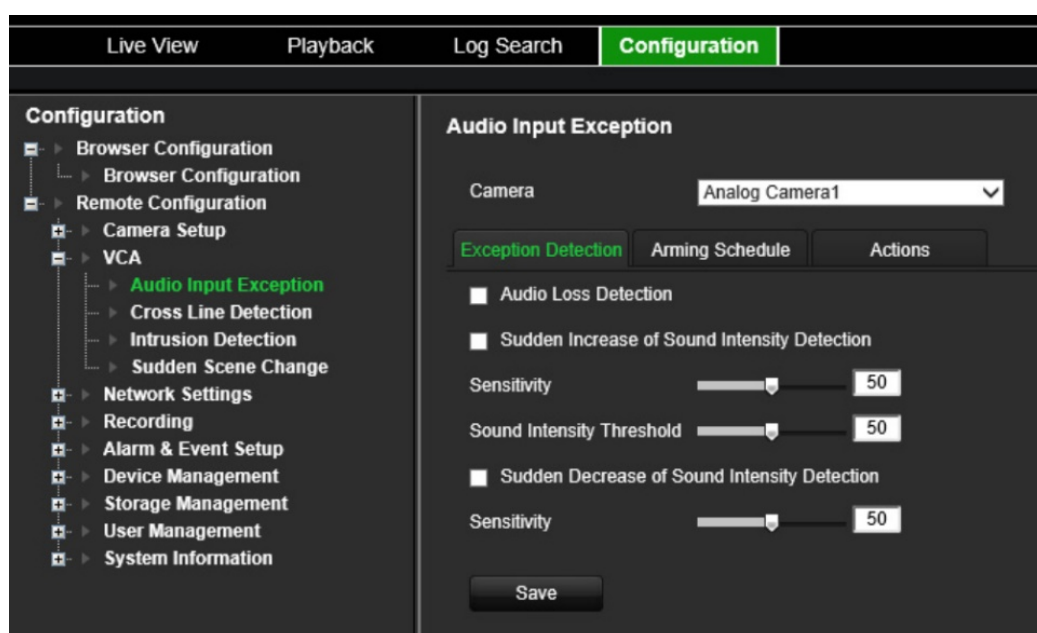 Live View Playback Log Search Configuration
Configuration
Browser Configuration
Browser Configuration
Remote Configuration
Camera Setup
VCA
Audio Input Exception
Cross Line Detection
Intrusion Detection
Sudden Scene Change
Network Settings
Recording
Alarm & Event Setup
Device Management
Storage Management
User Management
System Information
Audio Input Exception
Camera Analog Camera1
Exception Detection Arming Schedule Actions
Audio Loss Detection
Sudden Increase of Sound Intensity Detection
Sensitivity 50
Sound Intensity Threshold 50
Sudden Decrease of Sound Intensity Detection
Sensitivity 50
Save